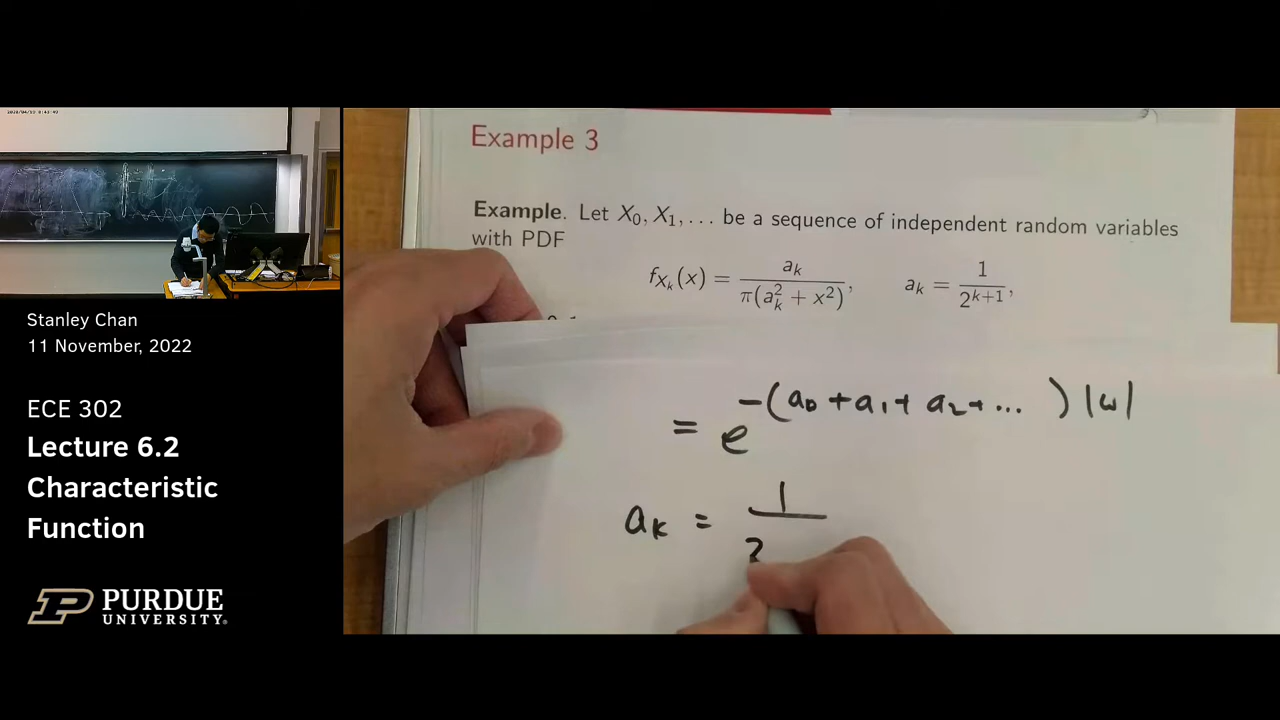 Stanley Chan
11 November, 2022
ECE 302
Lecture 6.2
Characteristic
Function
PURDUE
UNIVERSITY.
Example 3
Example. Let X₀, X₁, ... be a sequence of independent random variables
with PDF
f_{X_k}(x) = a_k / π(a_k² + x²), a_k = 1 / 2^{k+1},
= e^{-(a₀ + a₁ + a₂ + ... ) |ω|}
a_k = 1 / 2